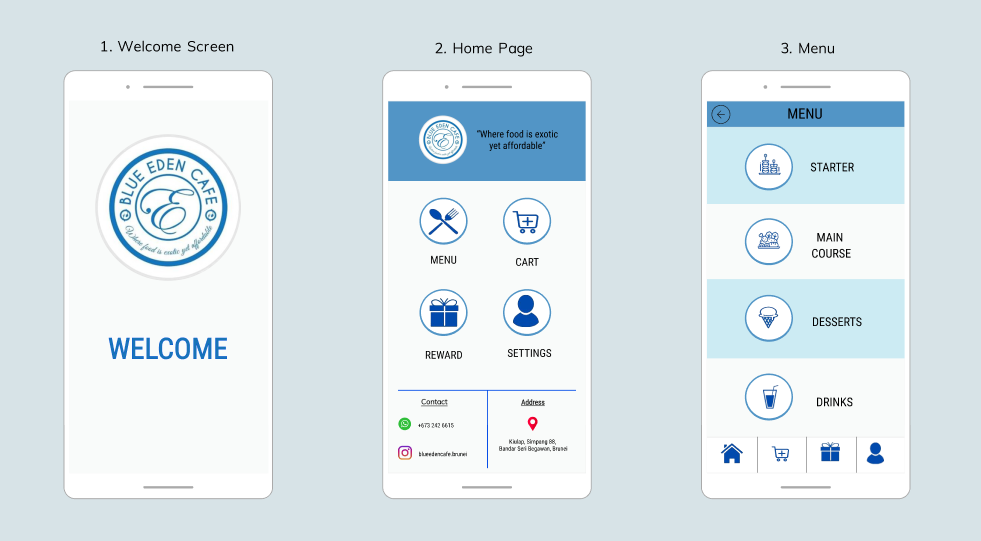 1. Welcome Screen
BLUE EDEN CAFE
E
Where food is exotic yet affordable
WELCOME
2. Home Page
BLUE EDEN CAFE
E
"Where food is exotic
yet affordable"
MENU
CART
REWARD
SETTINGS
Contact
+673 242 6615
blueedencafe.brunei
Address
Kiulap, Simpang 88,
Bandar Seri Begawan, Brunei
3. Menu
MENU
STARTER
MAIN
COURSE
DESSERTS
DRINKS